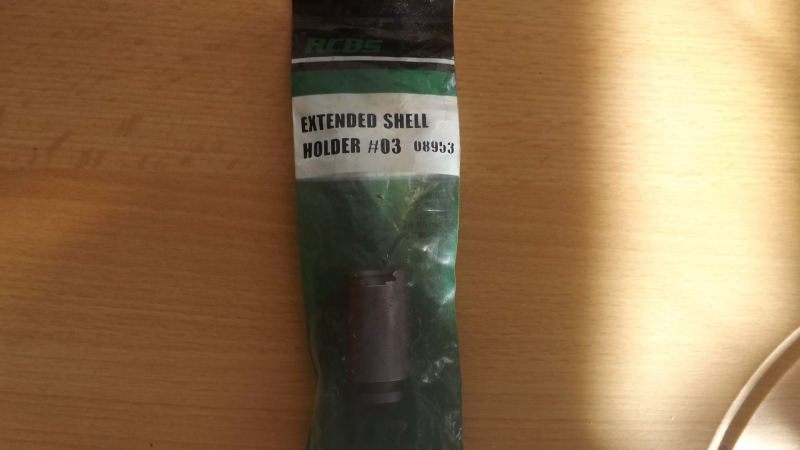 RCBS
EXTENDED SHELL
HOLDER #03 08953